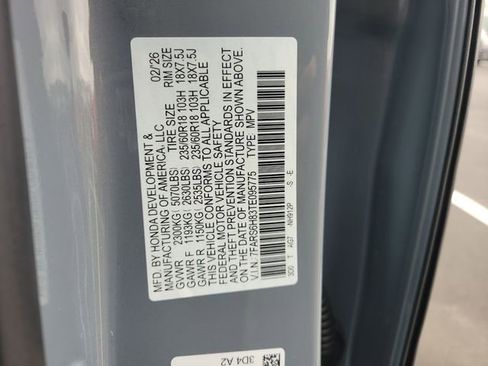 MFD. BY HONDA DEVELOPMENT & 02/26
MANUFACTURING OF AMERICA, LLC
TIRE SIZE RIM SIZE
GVWR 2300KG( 5070LBS) 235/60R18 103H 18X7.5J
GAWR F 1193KG( 2630LBS) 235/60R18 103H 18X7.5J
GAWR R 1150KG( 2535LBS)
THIS VEHICLE CONFORMS TO ALL APPLICABLE
FEDERAL MOTOR VEHICLE SAFETY
AND THEFT PREVENTION STANDARDS IN EFFECT
ON THE DATE OF MANUFACTURE SHOWN ABOVE.
V.I.N. 7FARS6H83TE095775 TYPE: MPV
T AG7 NH912P -S -E
3D4 A2